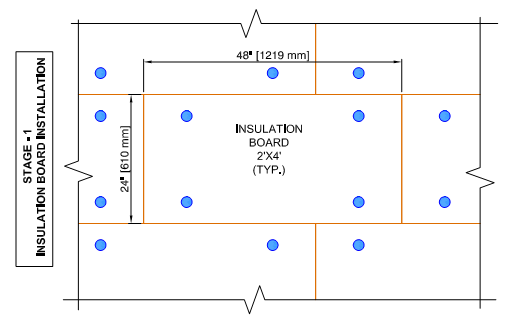 STAGE - 1
INSULATION BOARD INSTALLATION
48" [1219 mm]
24" [610 mm]
INSULATION
BOARD
2'X4'
(TYP.)